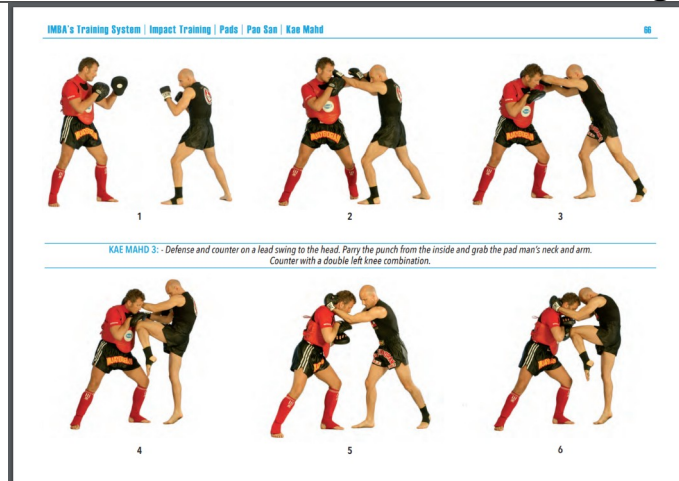 IMBA's Training System | Impact Training | Pads | Pao San | Kae Mahd
66
1
2
3
KAE MAHD 3: - Defense and counter on a lead swing to the head. Parry the punch from the inside and grab the pad man's neck and arm.
Counter with a double left knee combination.
4
5
6